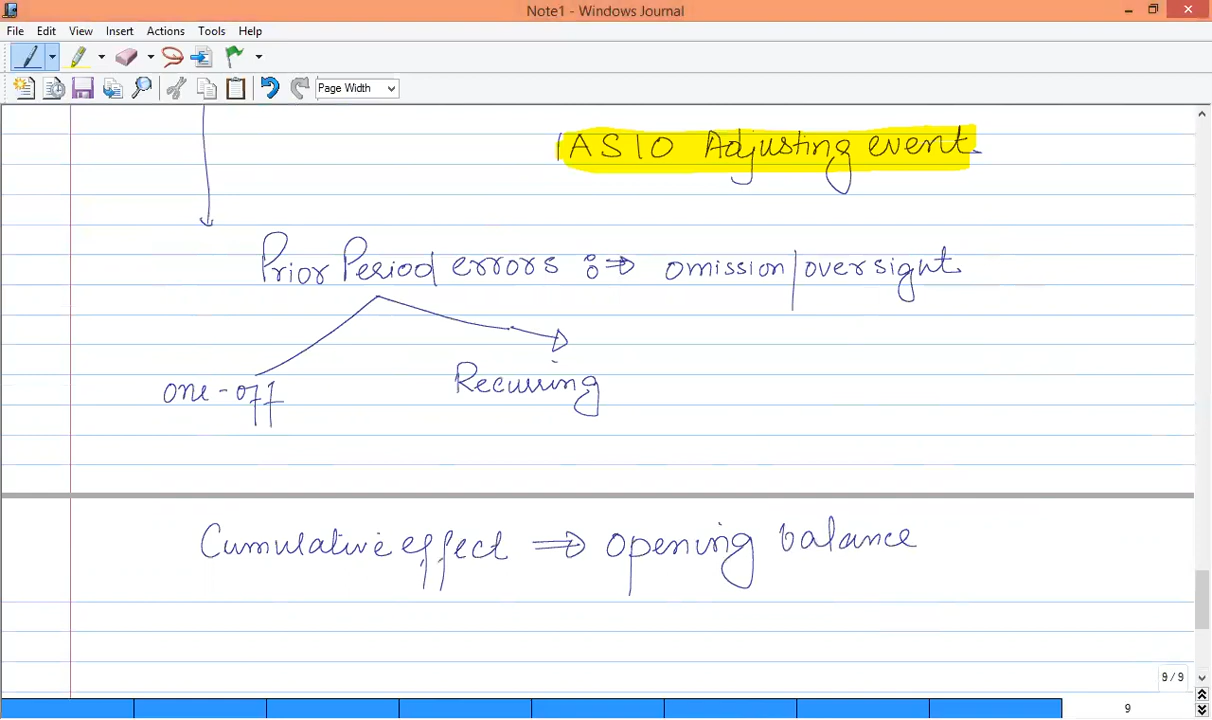 Note1 - Windows Journal
File Edit View Insert Actions Tools Help
Page Width
IAS 10 Adjusting event
Prior Period errors :⇒ omission/oversight
one-off
Recurring
Cumulative effect ⇒ opening balance
9 / 9
9